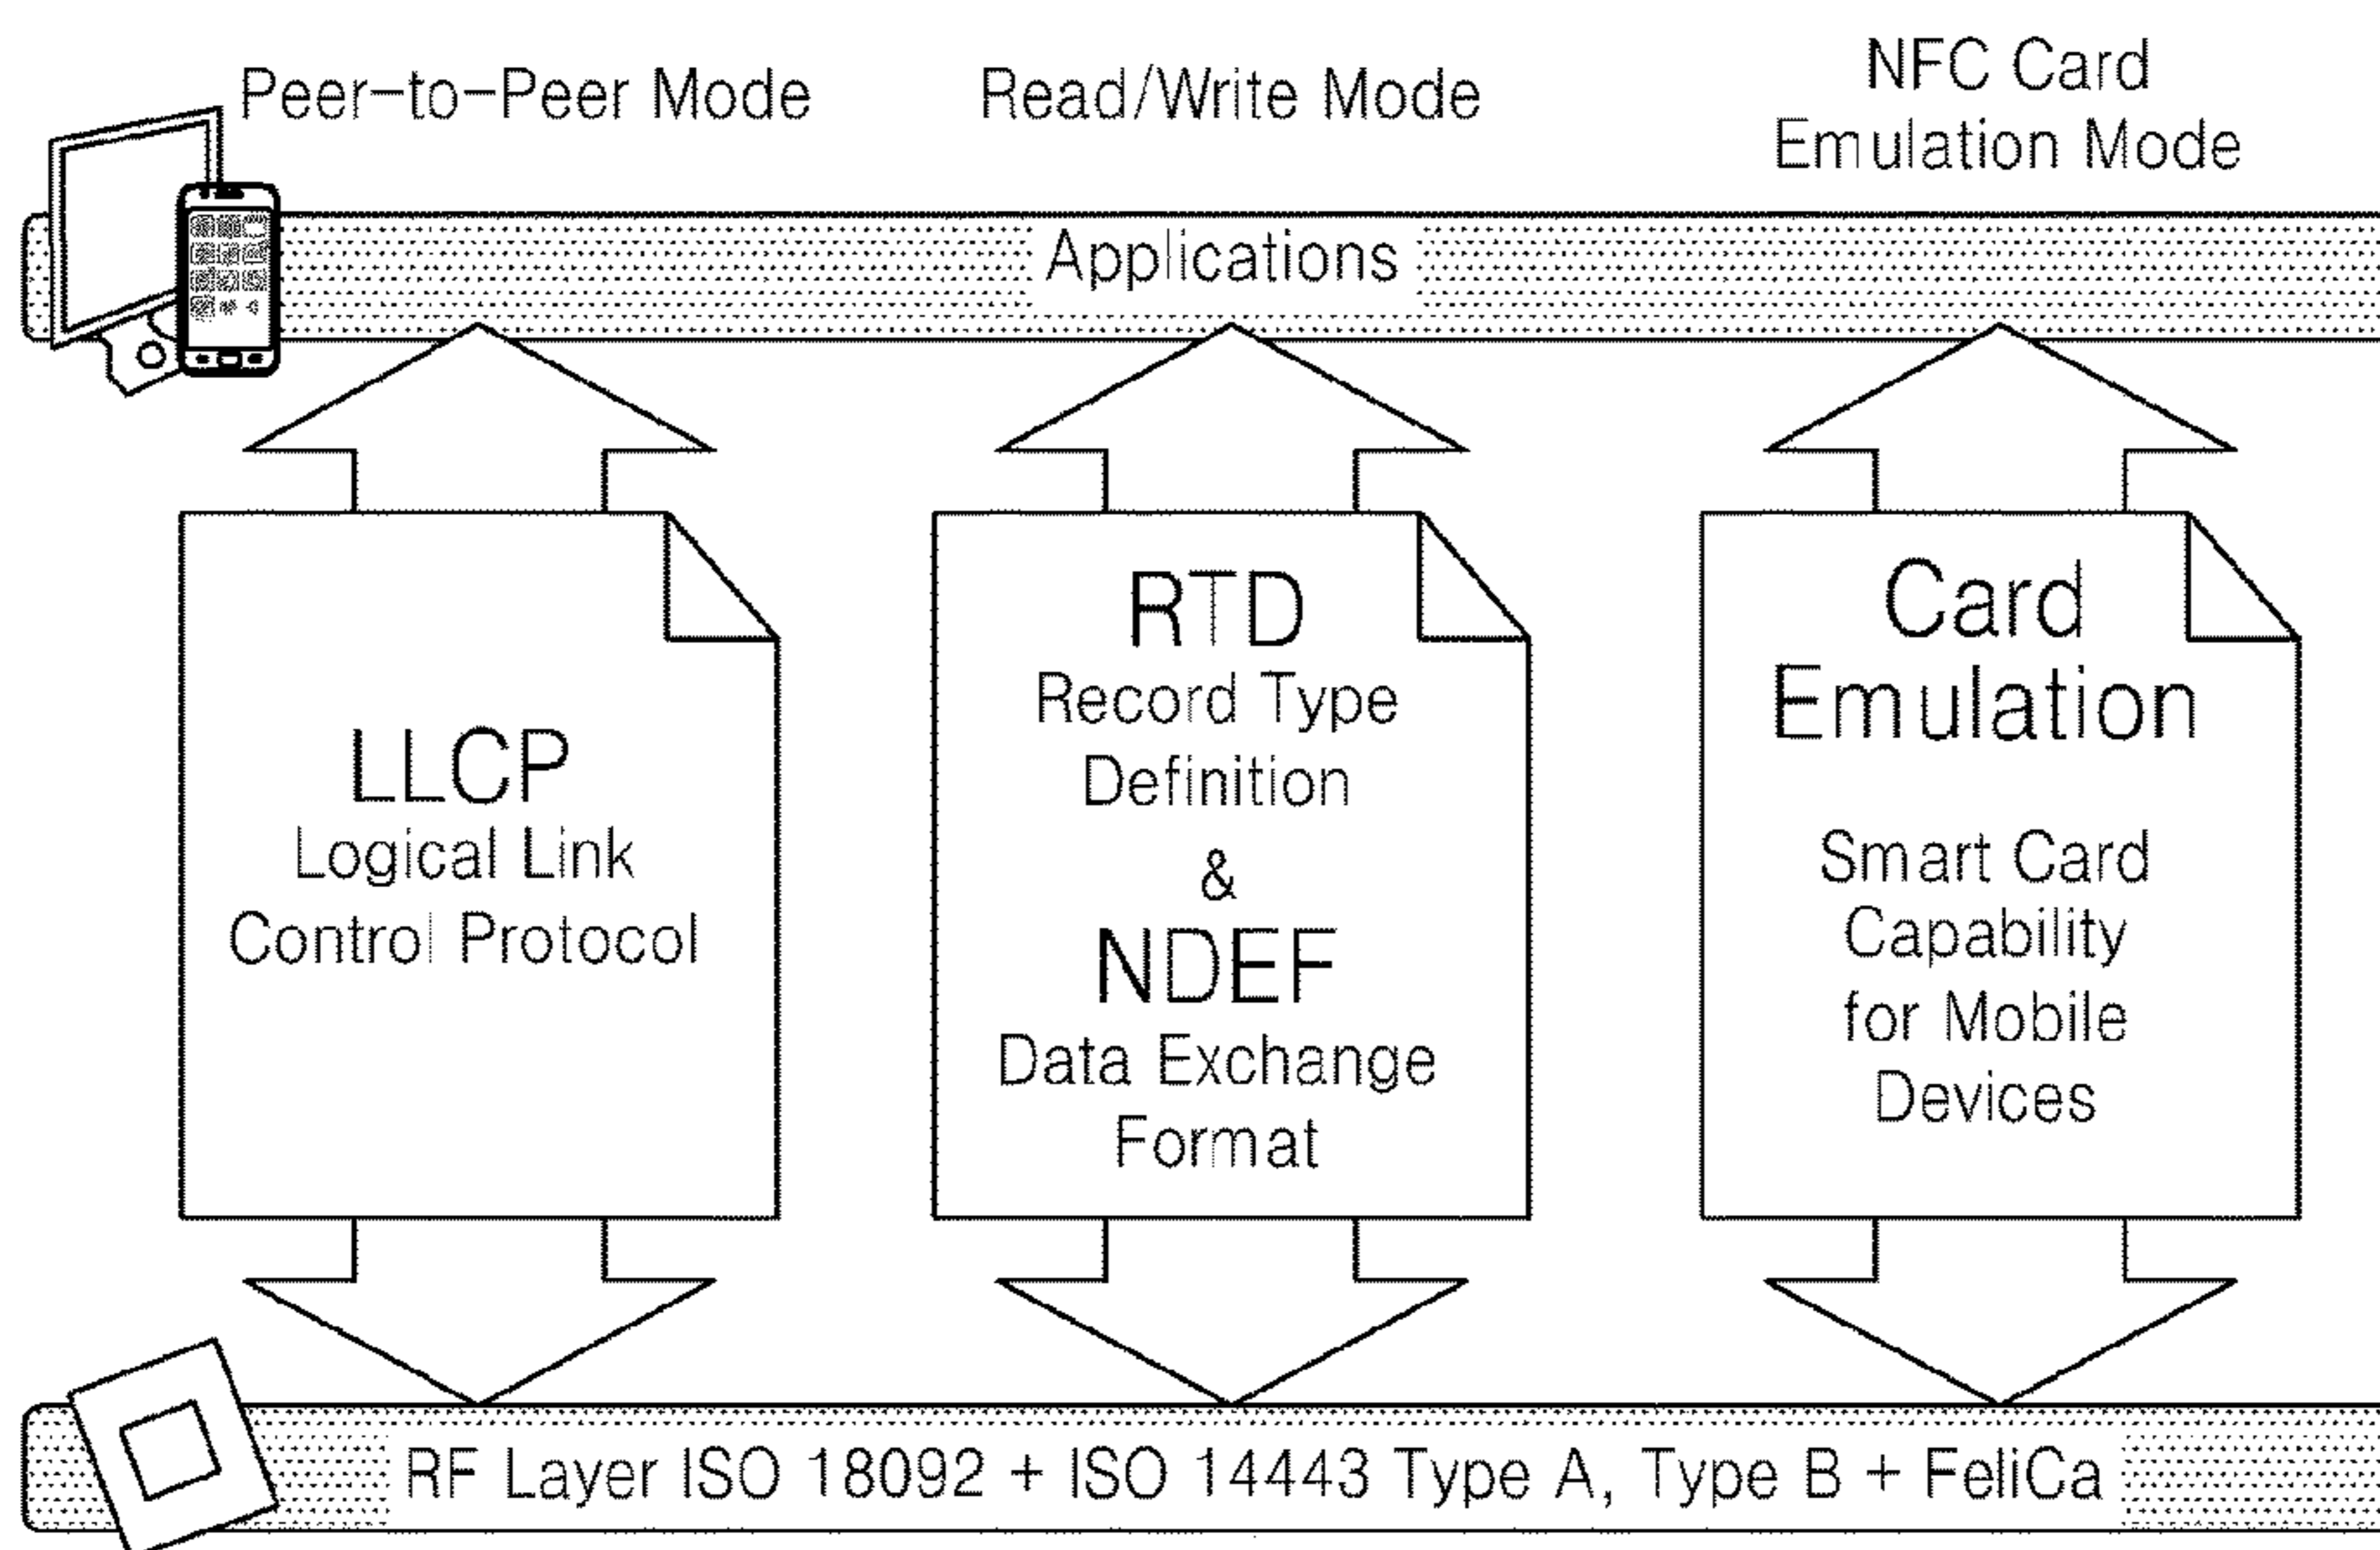 Peer-to-Peer Mode
Read/Write Mode
NFC Card
Emulation Mode
Applications
LLCP
Logical Link
Control Protocol
RTD
Record Type
Definition
&
NDEF
Data Exchange
Format
Card
Emulation
Smart Card
Capability
for Mobile
Devices
RF Layer ISO 18092 + ISO 14443 Type A, Type B + FeliCa